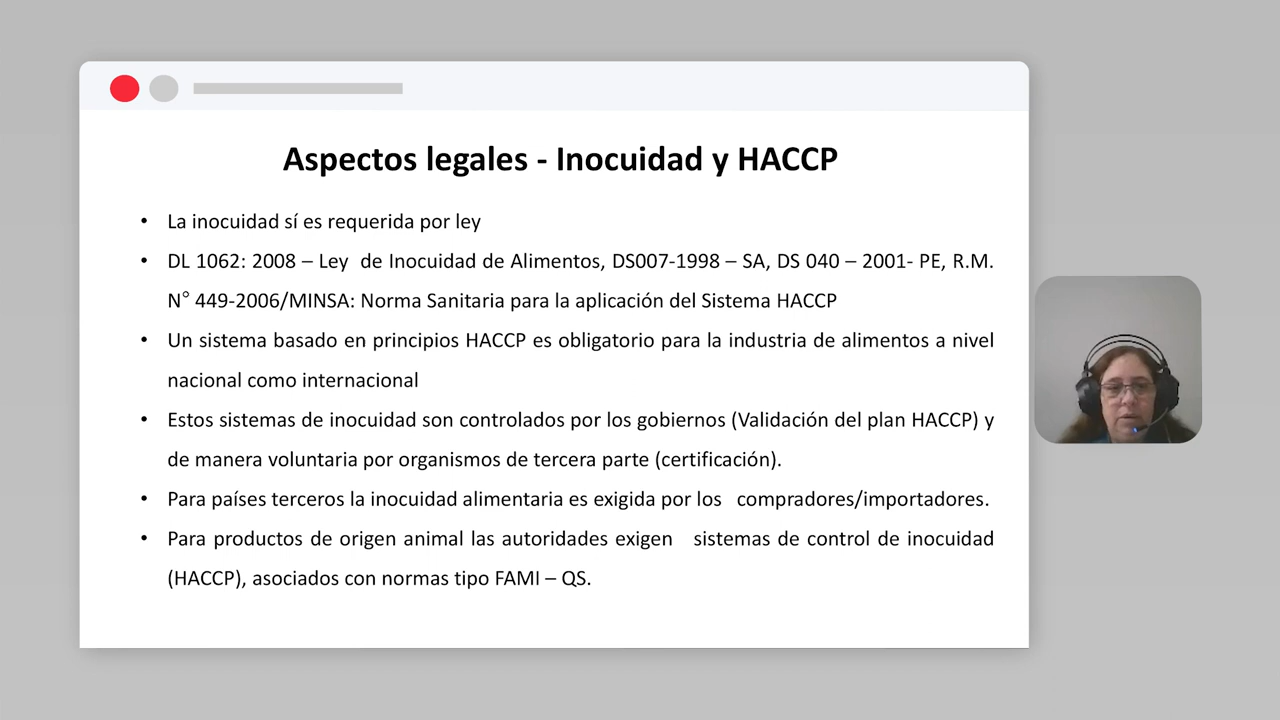 Aspectos legales - Inocuidad y HACCP
• La inocuidad sí es requerida por ley
• DL 1062: 2008 – Ley de Inocuidad de Alimentos, DS007-1998 – SA, DS 040 – 2001- PE, R.M.
N° 449-2006/MINSA: Norma Sanitaria para la aplicación del Sistema HACCP
• Un sistema basado en principios HACCP es obligatorio para la industria de alimentos a nivel
nacional como internacional
• Estos sistemas de inocuidad son controlados por los gobiernos (Validación del plan HACCP) y
de manera voluntaria por organismos de tercera parte (certificación).
• Para países terceros la inocuidad alimentaria es exigida por los compradores/importadores.
• Para productos de origen animal las autoridades exigen sistemas de control de inocuidad
(HACCP), asociados con normas tipo FAMI – QS.